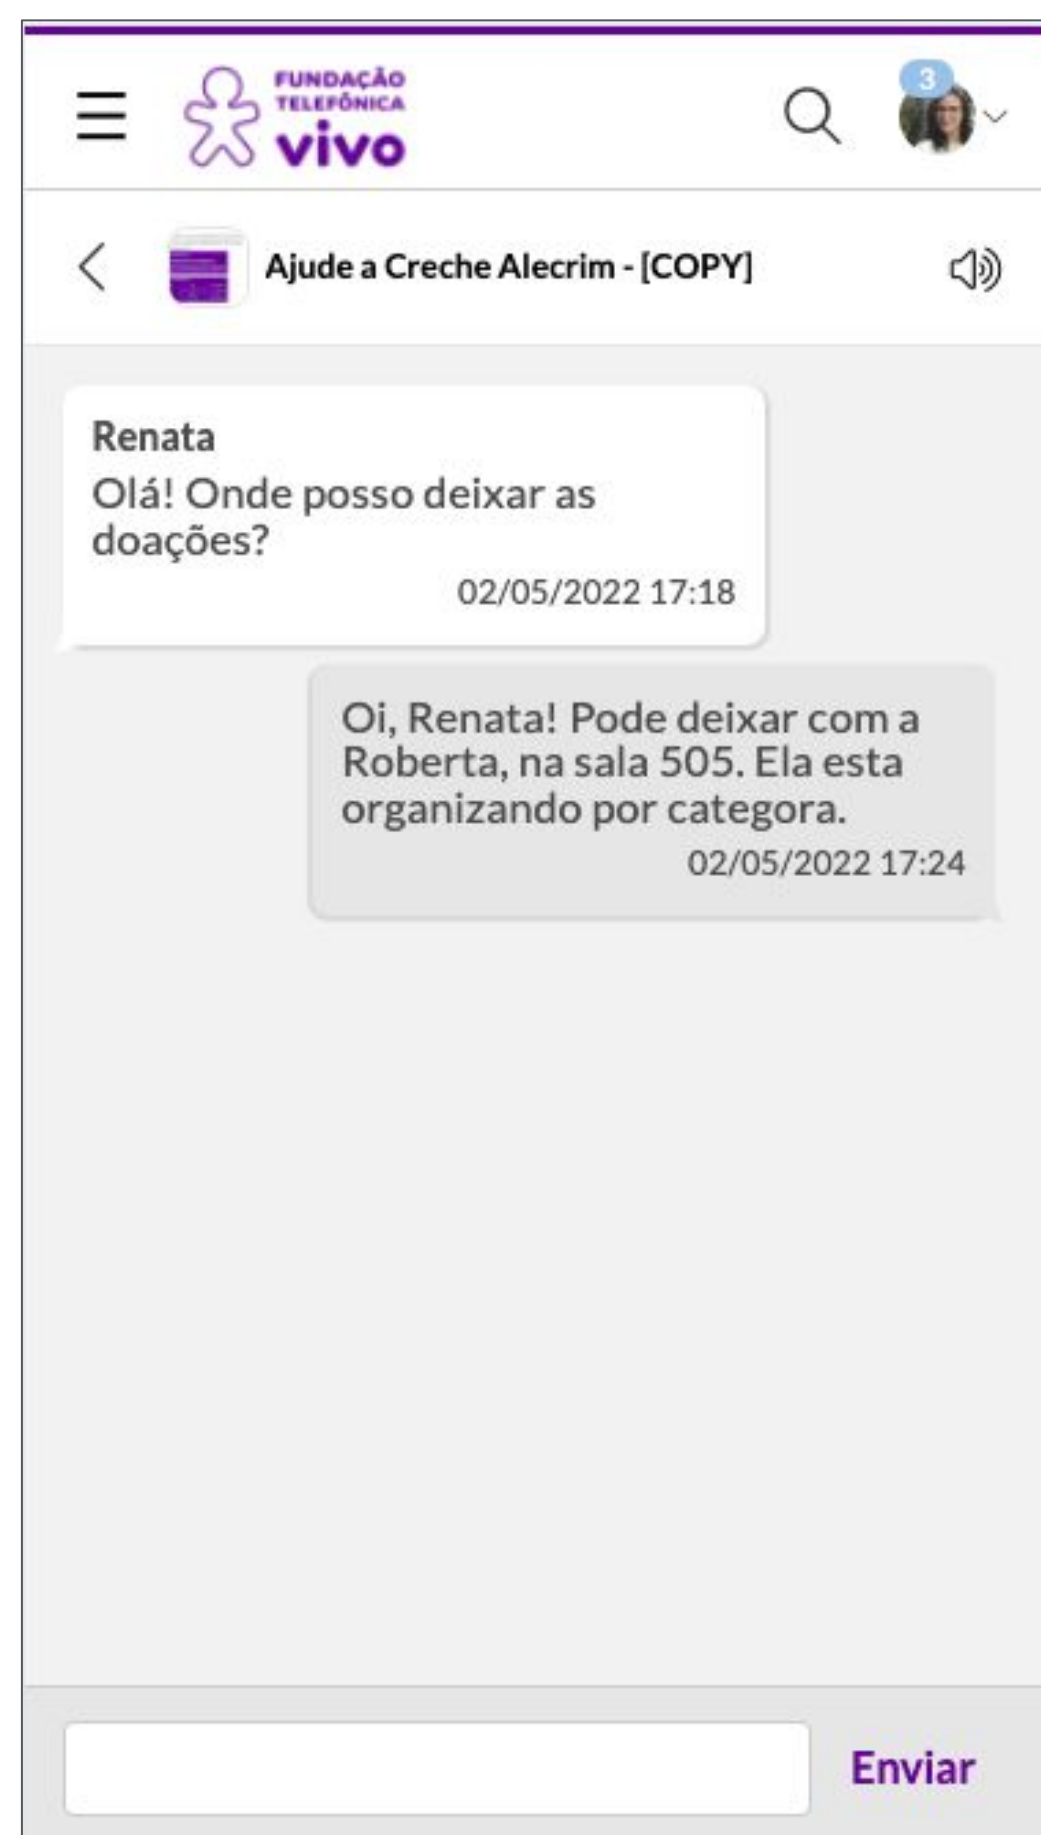 FUNDAÇÃO
TELEFÔNICA
vivo
3
Ajude a Creche Alecrim - [COPY]
Renata
Olá! Onde posso deixar as
doações?
02/05/2022 17:18
Oi, Renata! Pode deixar com a
Roberta, na sala 505. Ela esta
organizando por categora.
02/05/2022 17:24
Enviar